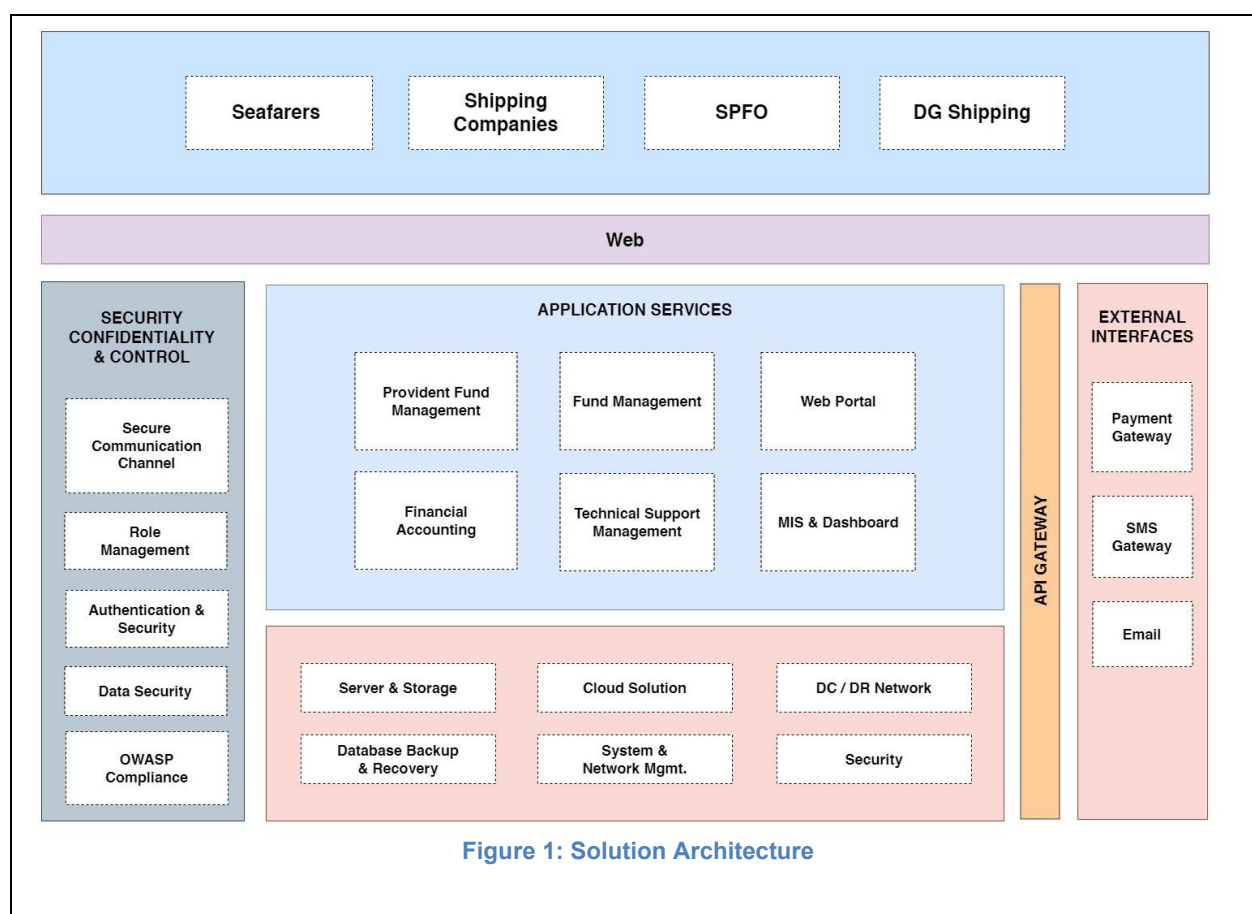 Seafarers
Shipping
Companies
SPFO
DG Shipping
Web
SECURITY
CONFIDENTIALITY
& CONTROL
Secure
Communication
Channel
Role
Management
Authentication &
Security
Data Security
OWASP
Compliance
APPLICATION SERVICES
Provident Fund
Management
Fund Management
Web Portal
Financial
Accounting
Technical Support
Management
MIS & Dashboard
Server & Storage
Cloud Solution
DC / DR Network
Database Backup
& Recovery
System &
Network Mgmt.
Security
API GATEWAY
EXTERNAL
INTERFACES
Payment
Gateway
SMS
Gateway
Email
Figure 1: Solution Architecture